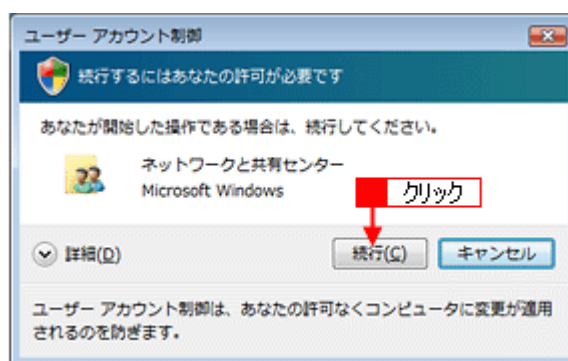 ユーザー アカウント制御
続行するにはあなたの許可が必要です
あなたが開始した操作である場合は、続行してください。
ネットワークと共有センター
Microsoft Windows
クリック
詳細(D)
続行(C)
キャンセル
ユーザー アカウント制御は、あなたの許可なくコンピュータに変更が適用
されるのを防ぎます。